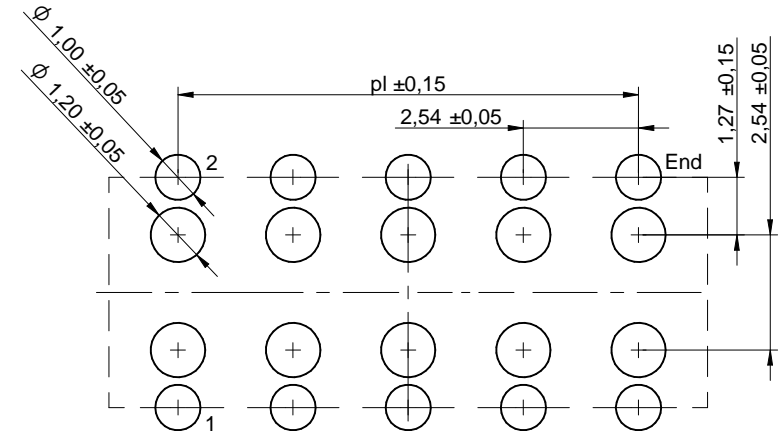 Ø 1,00 ±0,05
Ø 1,20 ±0,05
pl ±0,15
2,54 ±0,05
1,27 ±0,15
2,54 ±0,05
2
End
1